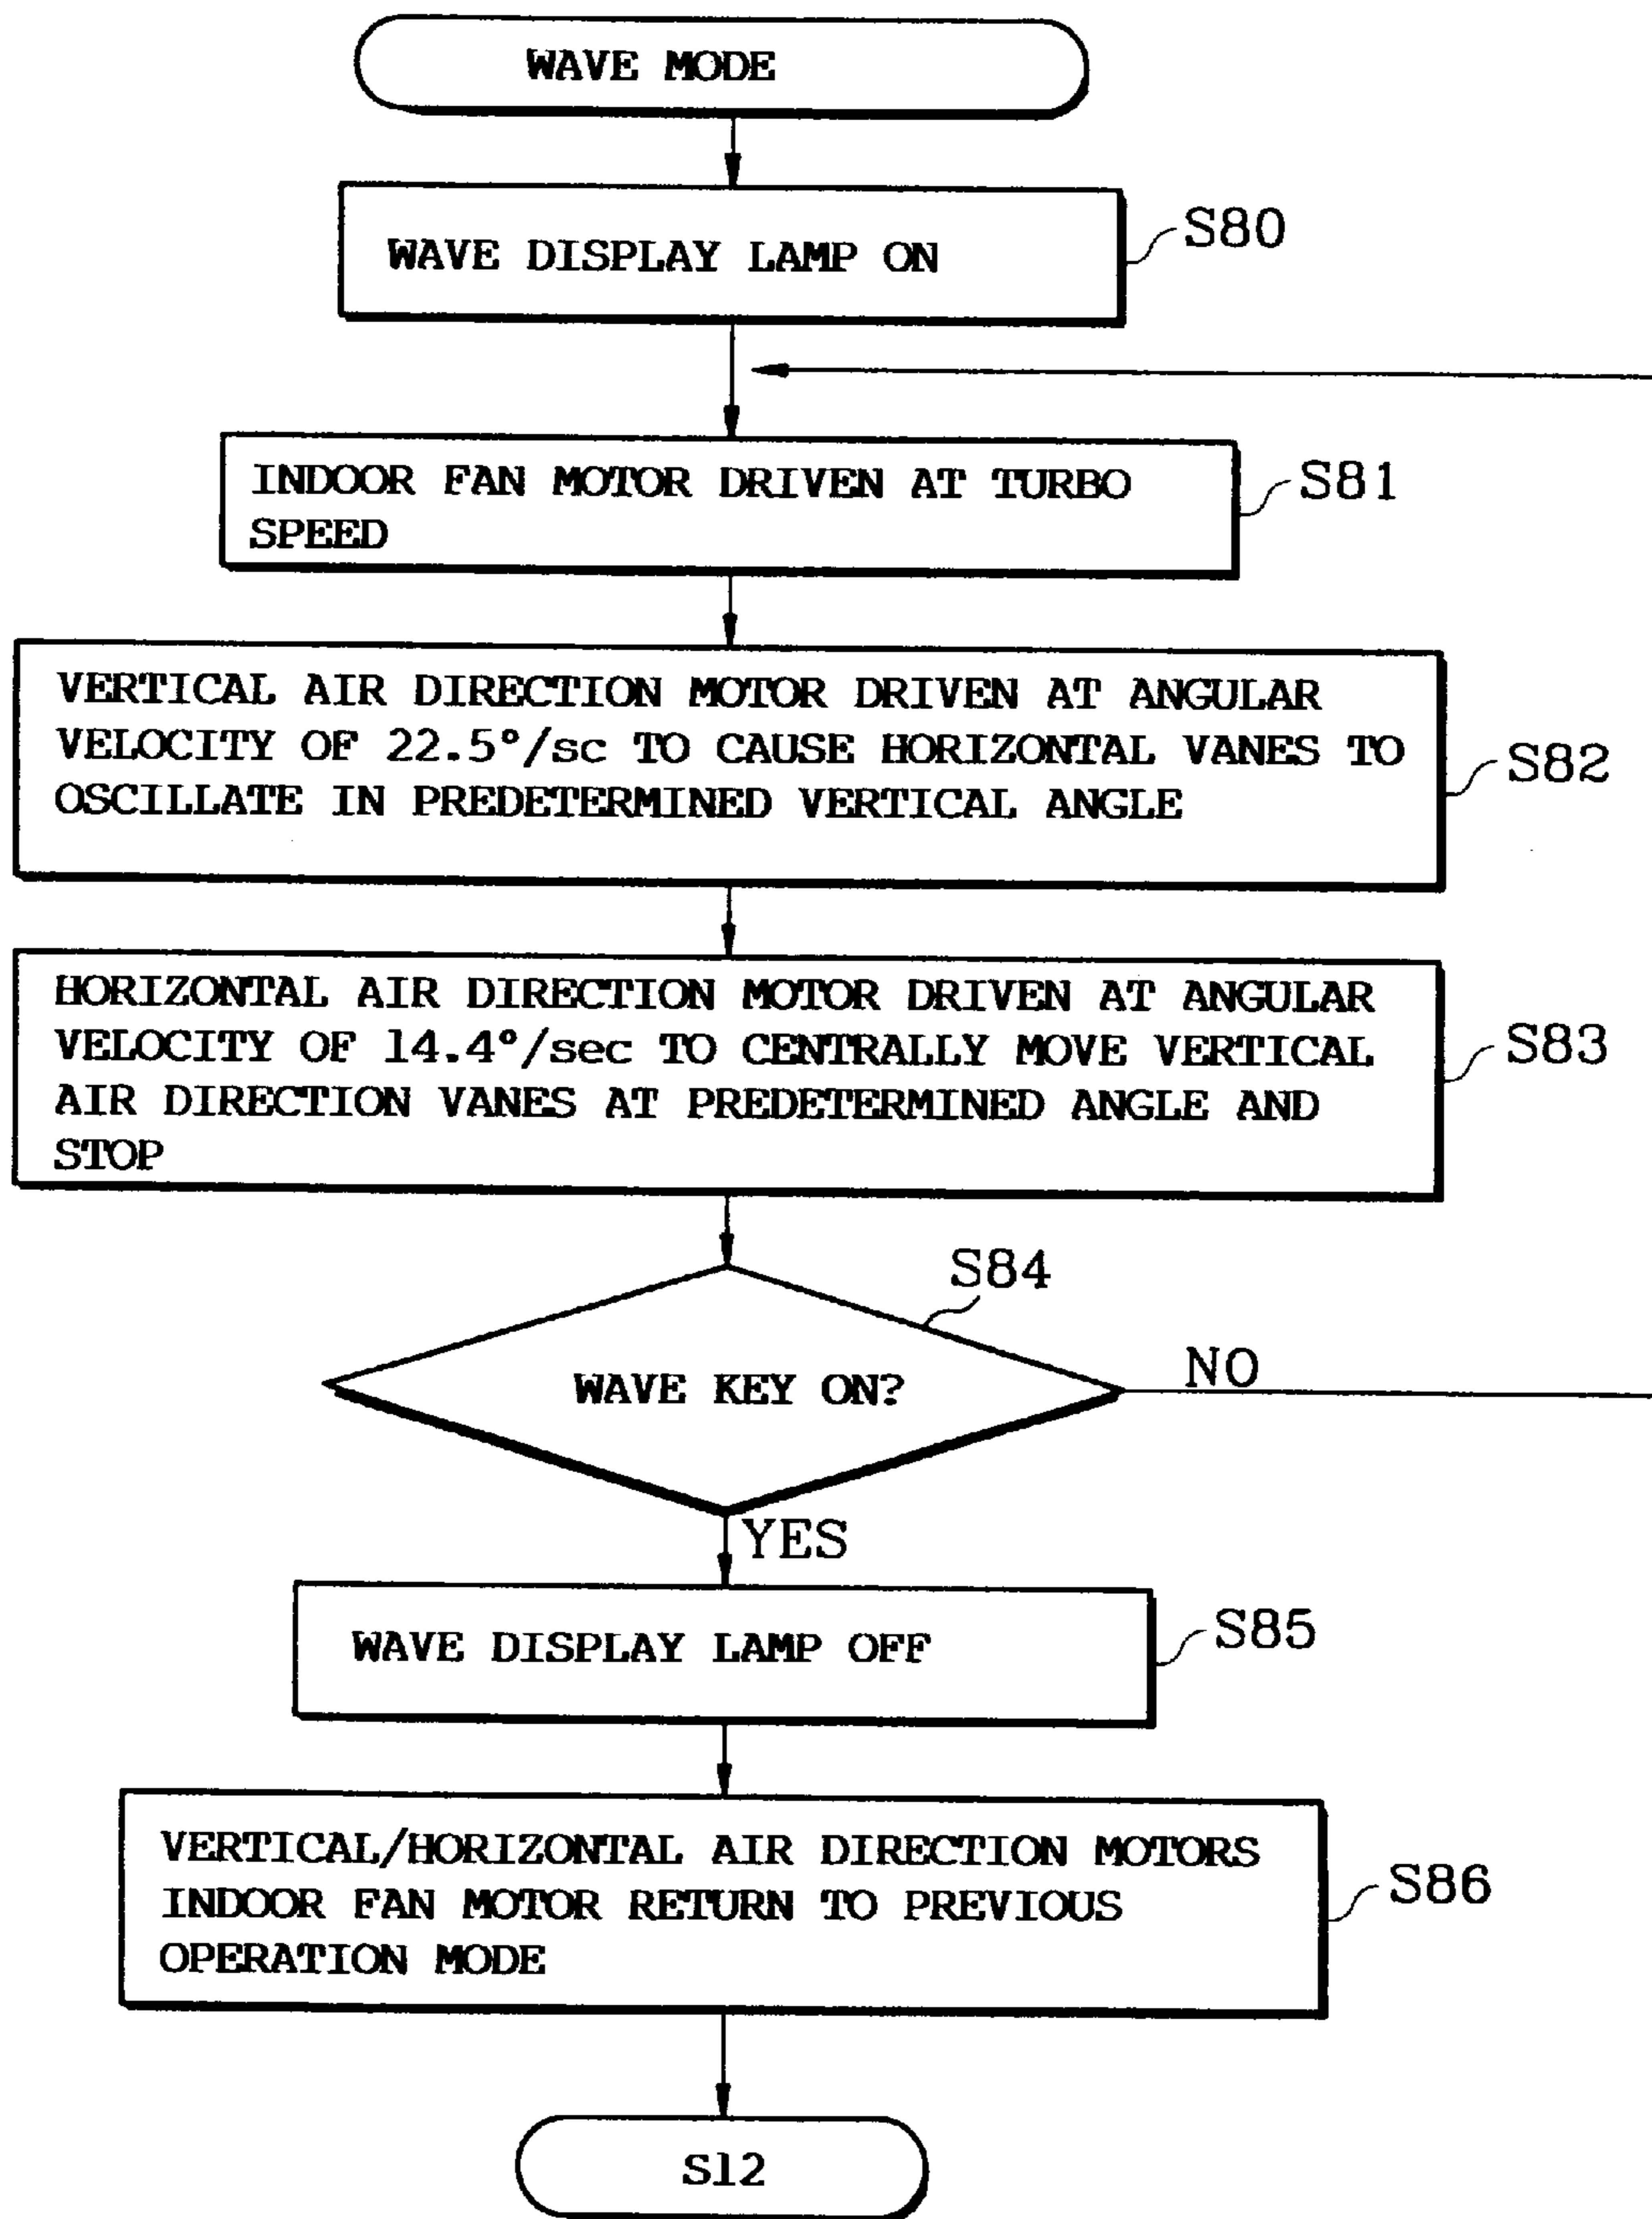 WAVE MODE
WAVE DISPLAY LAMP ON
S80
INDOOR FAN MOTOR DRIVEN AT TURBO
SPEED
S81
VERTICAL AIR DIRECTION MOTOR DRIVEN AT ANGULAR
VELOCITY OF 22.5°/sc TO CAUSE HORIZONTAL VANES TO
OSCILLATE IN PREDETERMINED VERTICAL ANGLE
S82
HORIZONTAL AIR DIRECTION MOTOR DRIVEN AT ANGULAR
VELOCITY OF 14.4°/sec TO CENTRALLY MOVE VERTICAL
AIR DIRECTION VANES AT PREDETERMINED ANGLE AND
STOP
S83
S84
WAVE KEY ON?
NO
YES
WAVE DISPLAY LAMP OFF
S85
VERTICAL/HORIZONTAL AIR DIRECTION MOTORS
INDOOR FAN MOTOR RETURN TO PREVIOUS
OPERATION MODE
S86
S12